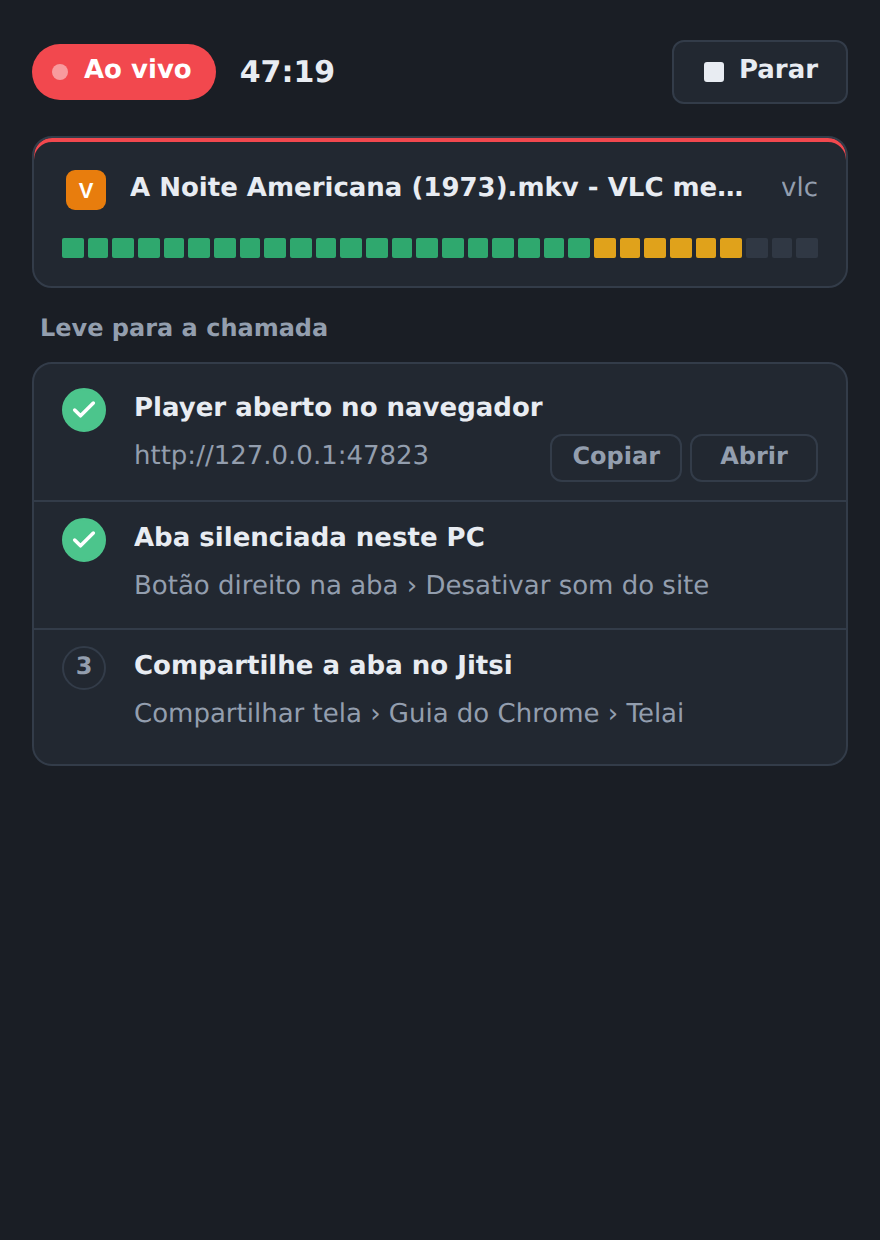 Ao vivo 47:19 Parar
V A Noite Americana (1973).mkv - VLC me... vlc
Leve para a chamada
Player aberto no navegador
http://127.0.0.1:47823 Copiar Abrir
Aba silenciada neste PC
Botão direito na aba › Desativar som do site
3 Compartilhe a aba no Jitsi
Compartilhar tela › Guia do Chrome › Telai